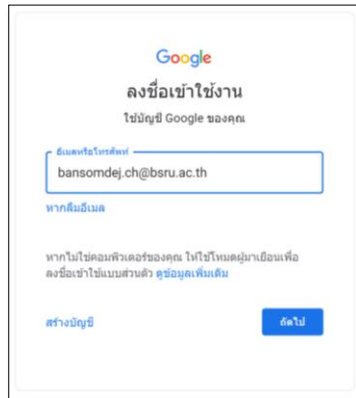 Google
ลงชื่อเข้าใช้งาน
ใช้บัญชี Google ของคุณ
อีเมลหรือโทรศัพท์
bansomdej.ch@bsru.ac.th
หากลืมอีเมล
หากไม่ใช่คอมพิวเตอร์ของคุณ ให้ใช้โหมดผู้มาเยือนเพื่อ
ลงชื่อเข้าใช้แบบส่วนตัว ดูข้อมูลเพิ่มเติม
สร้างบัญชี
ถัดไป